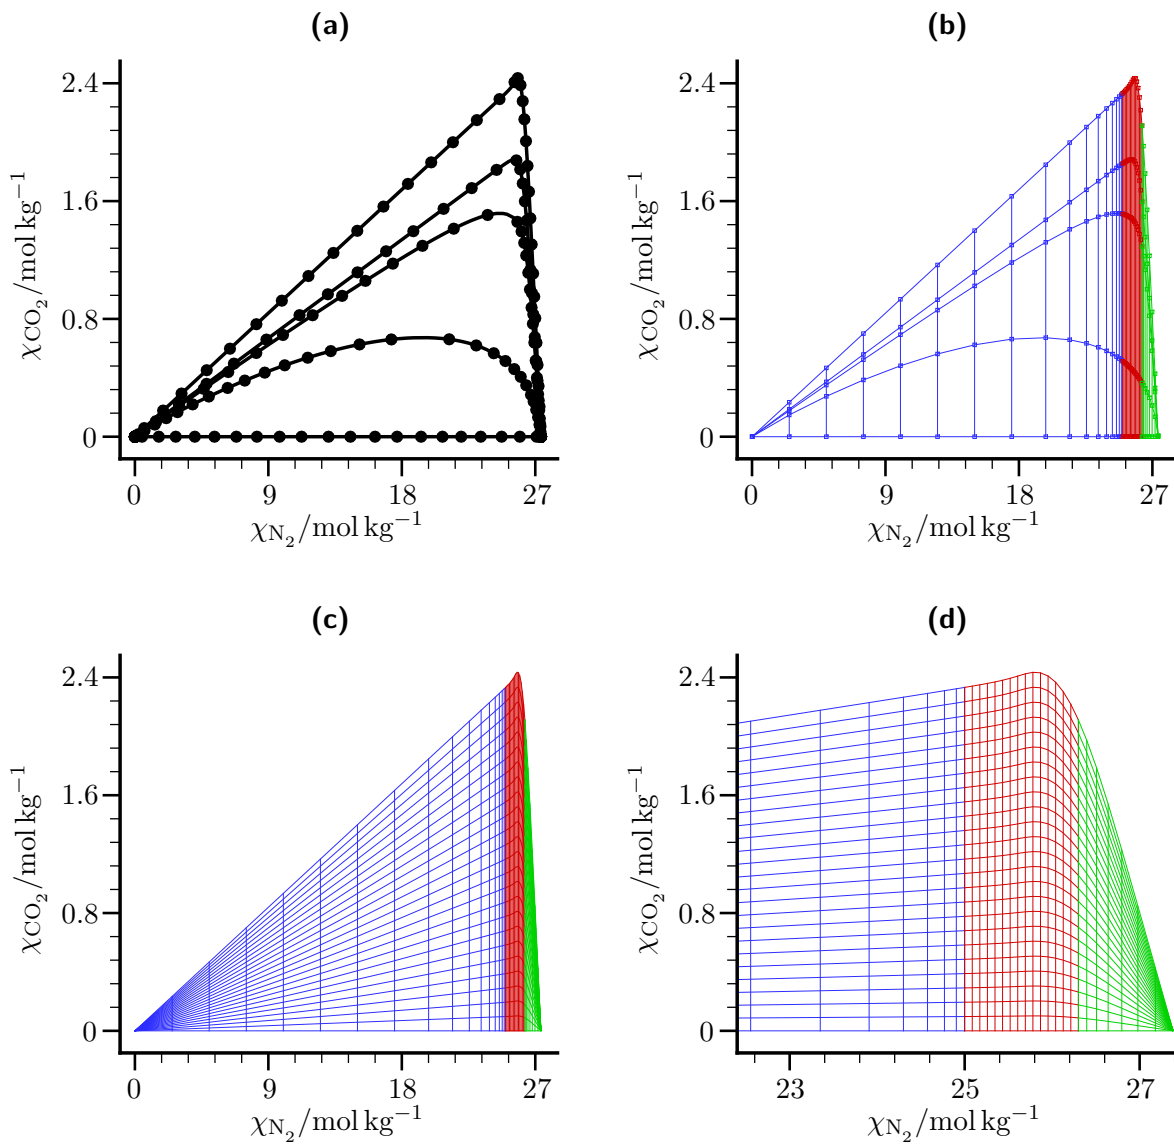 (a)
2.4
1.6
0.8
0
χCO₂/mol kg⁻¹
0 9 18 27
χN₂/mol kg⁻¹
(b)
2.4
1.6
0.8
0
χCO₂/mol kg⁻¹
0 9 18 27
χN₂/mol kg⁻¹
(c)
2.4
1.6
0.8
0
χCO₂/mol kg⁻¹
0 9 18 27
χN₂/mol kg⁻¹
(d)
2.4
1.6
0.8
0
χCO₂/mol kg⁻¹
23 25 27
χN₂/mol kg⁻¹